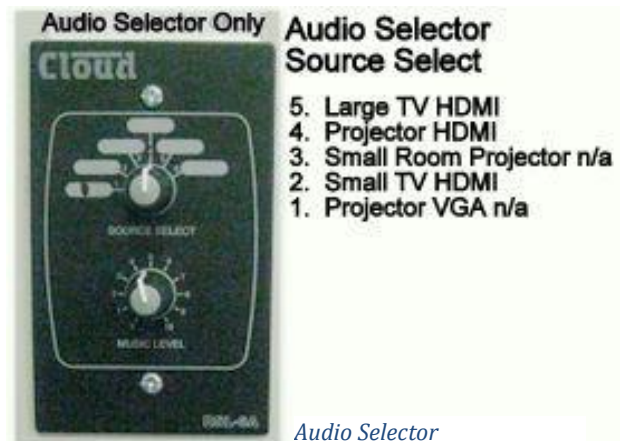 Audio Selector Only
Cloud
SOURCE SELECT
MUSIC LEVEL
Audio Selector
Source Select
5. Large TV HDMI
4. Projector HDMI
3. Small Room Projector n/a
2. Small TV HDMI
1. Projector VGA n/a
Audio Selector